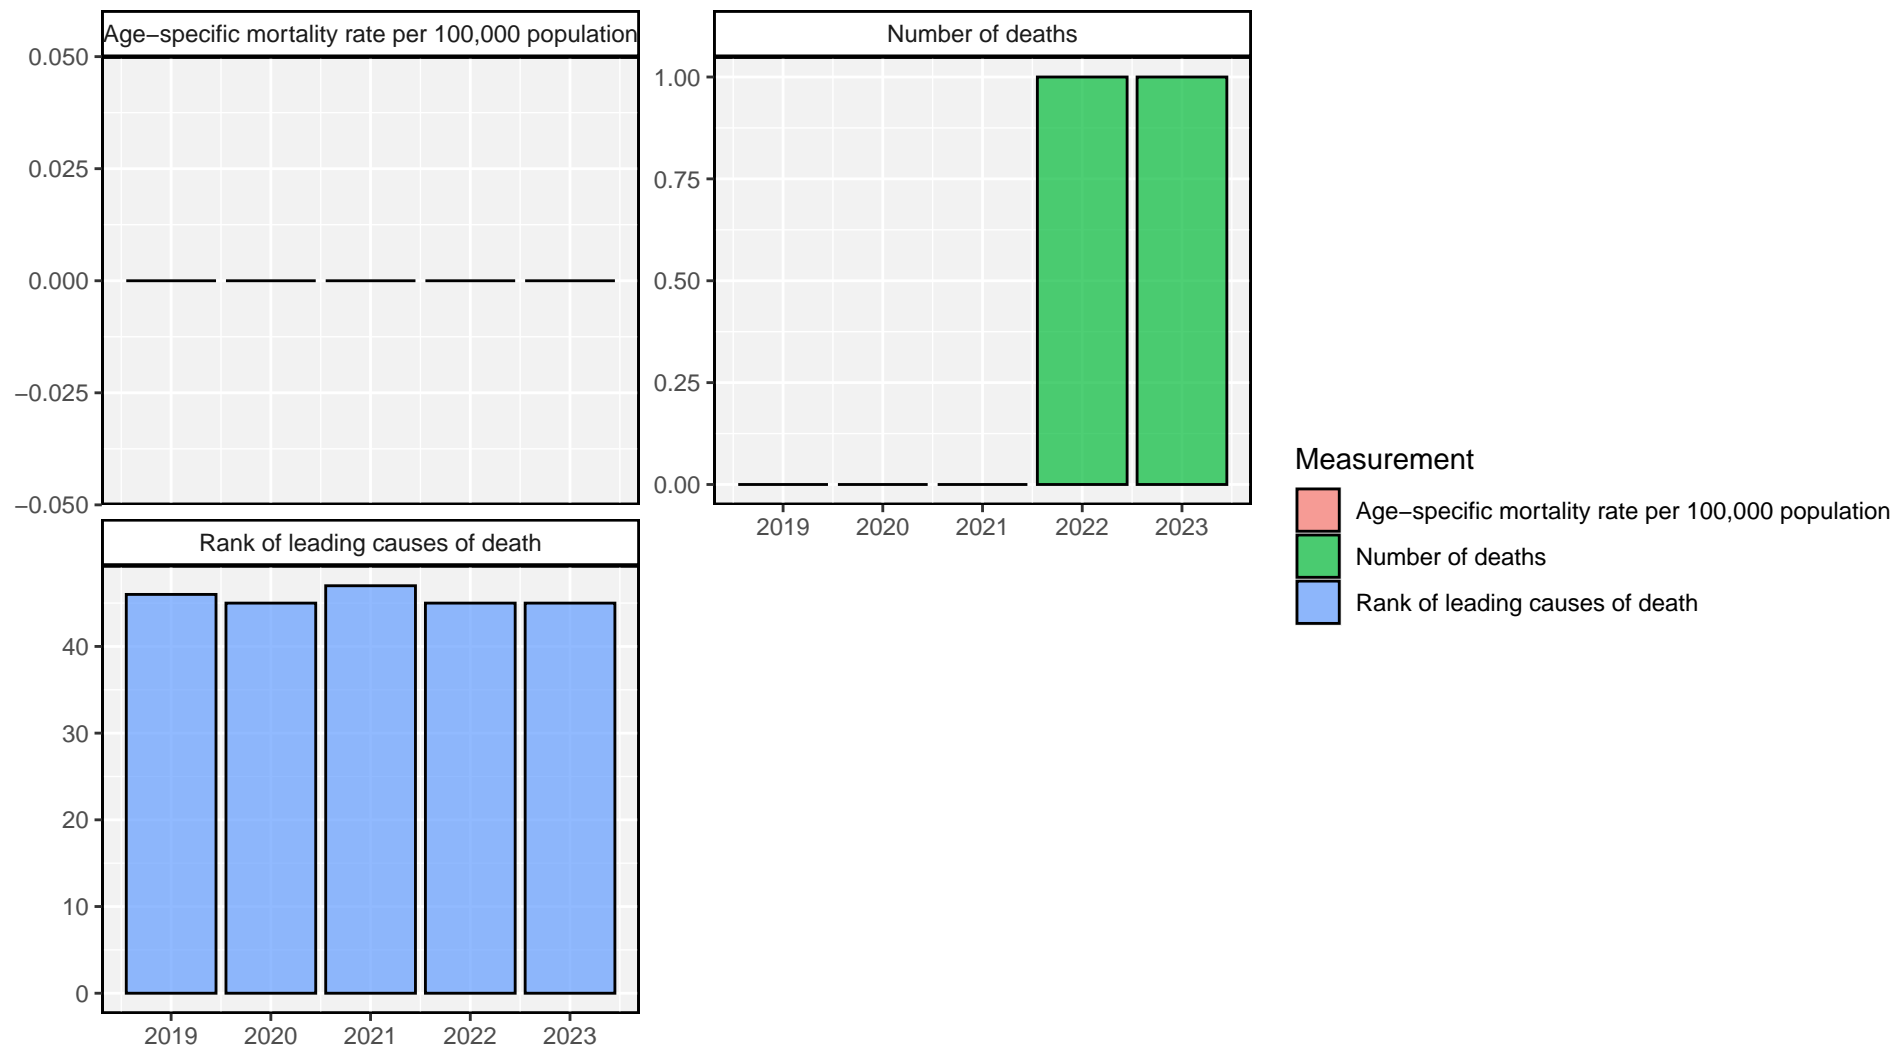 Age−specific mortality rate per 100,000 population
0.050
0.025
0.000
−0.025
−0.050
Number of deaths
1.00
0.75
0.50
0.25
0.00
2019 2020 2021 2022 2023
Rank of leading causes of death
40
30
20
10
0
2019 2020 2021 2022 2023
Measurement
Age−specific mortality rate per 100,000 population
Number of deaths
Rank of leading causes of death